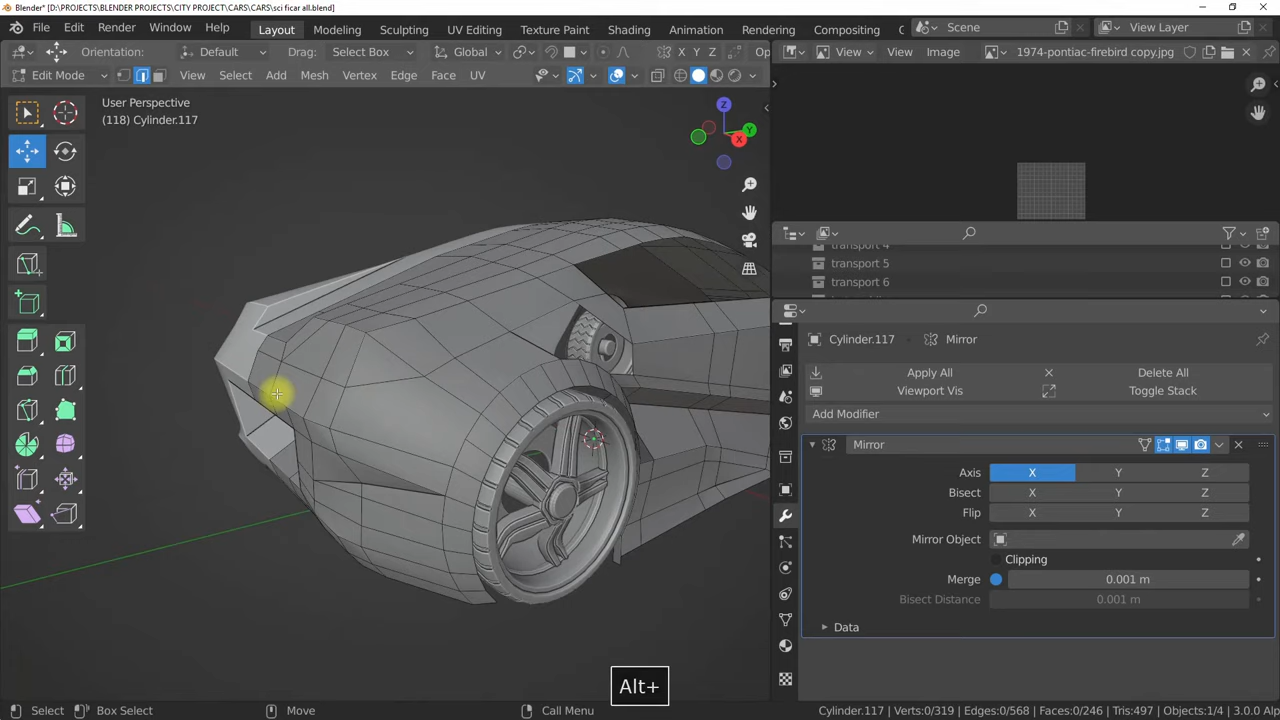 Blender* [D:\PROJECTS\BLENDER PROJECTS\CITY PROJECT\CARS\CARS\sci ficar all.blend]
File Edit Render Window Help Layout Modeling Sculpting UV Editing Texture Paint Shading Animation Rendering Compositing Scene View Layer
Orientation: Default Drag: Select Box Global X Y Z Op View View Image 1974-pontiac-firebird copy.jpg
Edit Mode View Select Add Mesh Vertex Edge Face UV
User Perspective
(118) Cylinder.117
Z
Y
X
transport 4
transport 5
transport 6
Cylinder.117 Mirror
Apply All Delete All
Viewport Vis Toggle Stack
Add Modifier
Mirror
Axis X Y Z
Bisect X Y Z
Flip X Y Z
Mirror Object
Clipping
Merge 0.001 m
Bisect Distance 0.001 m
Data
Alt+
Select Box Select Move Call Menu Cylinder.117 | Verts:0/319 | Edges:0/568 | Faces:0/246 | Tris:497 | Objects:1/4 | 3.0.0 Alp